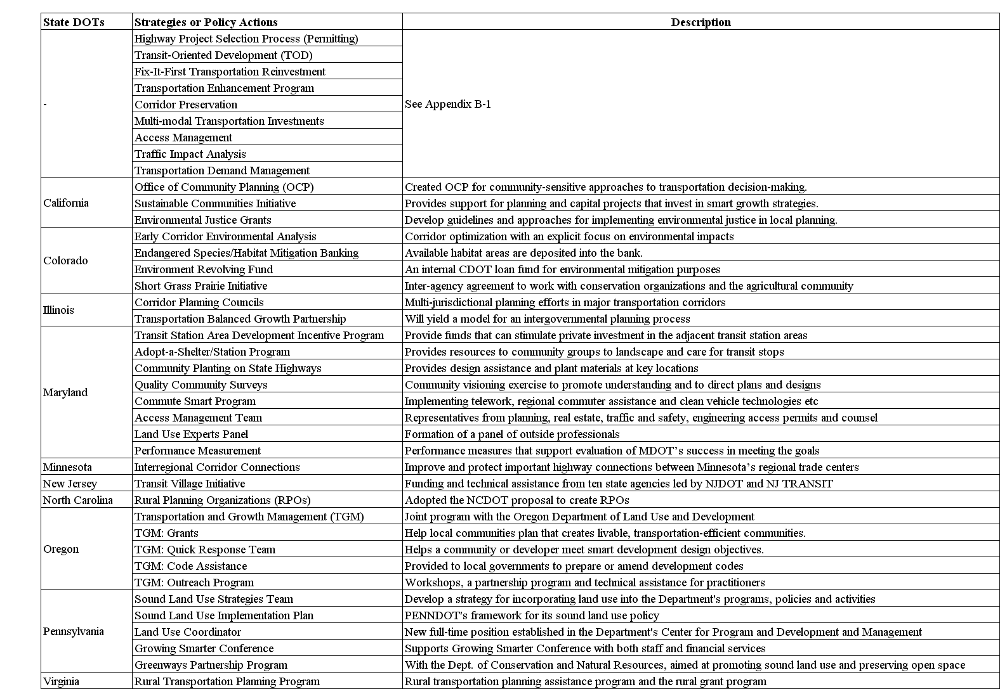 State DOTs Strategies or Policy Actions Description
Highway Project Selection Process (Permitting)
Transit-Oriented Development (TOD)
Fix-It-First Transportation Reinvestment
Transportation Enhancement Program
- Corridor Preservation See Appendix B-1
Multi-modal Transportation Investments
Access Management
Traffic Impact Analysis
Transportation Demand Management
Office of Community Planning (OCP) Created OCP for community-sensitive approaches to transportation decision-making.
California Sustainable Communities Initiative Provides support for planning and capital projects that invest in smart growth strategies.
Environmental Justice Grants Develop guidelines and approaches for implementing environmental justice in local planning.
Early Corridor Environmental Analysis Corridor optimization with an explicit focus on environmental impacts
Colorado Endangered Species/Habitat Mitigation Banking Available habitat areas are deposited into the bank.
Environment Revolving Fund An internal CDOT loan fund for environmental mitigation purposes
Short Grass Prairie Initiative Inter-agency agreement to work with conservation organizations and the agricultural community
Illinois Corridor Planning Councils Multi-jurisdictional planning efforts in major transportation corridors
Transportation Balanced Growth Partnership Will yield a model for an intergovernmental planning process
Transit Station Area Development Incentive Program Provide funds that can stimulate private investment in the adjacent transit station areas
Adopt-a-Shelter/Station Program Provides resources to community groups to landscape and care for transit stops
Community Planting on State Highways Provides design assistance and plant materials at key locations
Maryland Quality Community Surveys Community visioning exercise to promote understanding and to direct plans and designs
Commute Smart Program Implementing telework, regional commuter assistance and clean vehicle technologies etc
Access Management Team Representatives from planning, real estate, traffic and safety, engineering access permits and counsel
Land Use Experts Panel Formation of a panel of outside professionals
Performance Measurement Performance measures that support evaluation of MDOT’s success in meeting the goals
Minnesota Interregional Corridor Connections Improve and protect important highway connections between Minnesota’s regional trade centers
New Jersey Transit Village Initiative Funding and technical assistance from ten state agencies led by NJDOT and NJ TRANSIT
North Carolina Rural Planning Organizations (RPOs) Adopted the NCDOT proposal to create RPOs
Transportation and Growth Management (TGM) Joint program with the Oregon Department of Land Use and Development
TGM: Grants Help local communities plan that creates livable, transportation-efficient communities.
Oregon TGM: Quick Response Team Helps a community or developer meet smart development design objectives.
TGM: Code Assistance Provided to local governments to prepare or amend development codes
TGM: Outreach Program Workshops, a partnership program and technical assistance for practitioners
Sound Land Use Strategies Team Develop a strategy for incorporating land use into the Department's programs, policies and activities
Sound Land Use Implementation Plan PENNDOT's framework for its sound land use policy
Pennsylvania Land Use Coordinator New full-time position established in the Department's Center for Program and Development and Management
Growing Smarter Conference Supports Growing Smarter Conference with both staff and financial services
Greenways Partnership Program With the Dept. of Conservation and Natural Resources, aimed at promoting sound land use and preserving open space
Virginia Rural Transportation Planning Program Rural transportation planning assistance program and the rural grant program